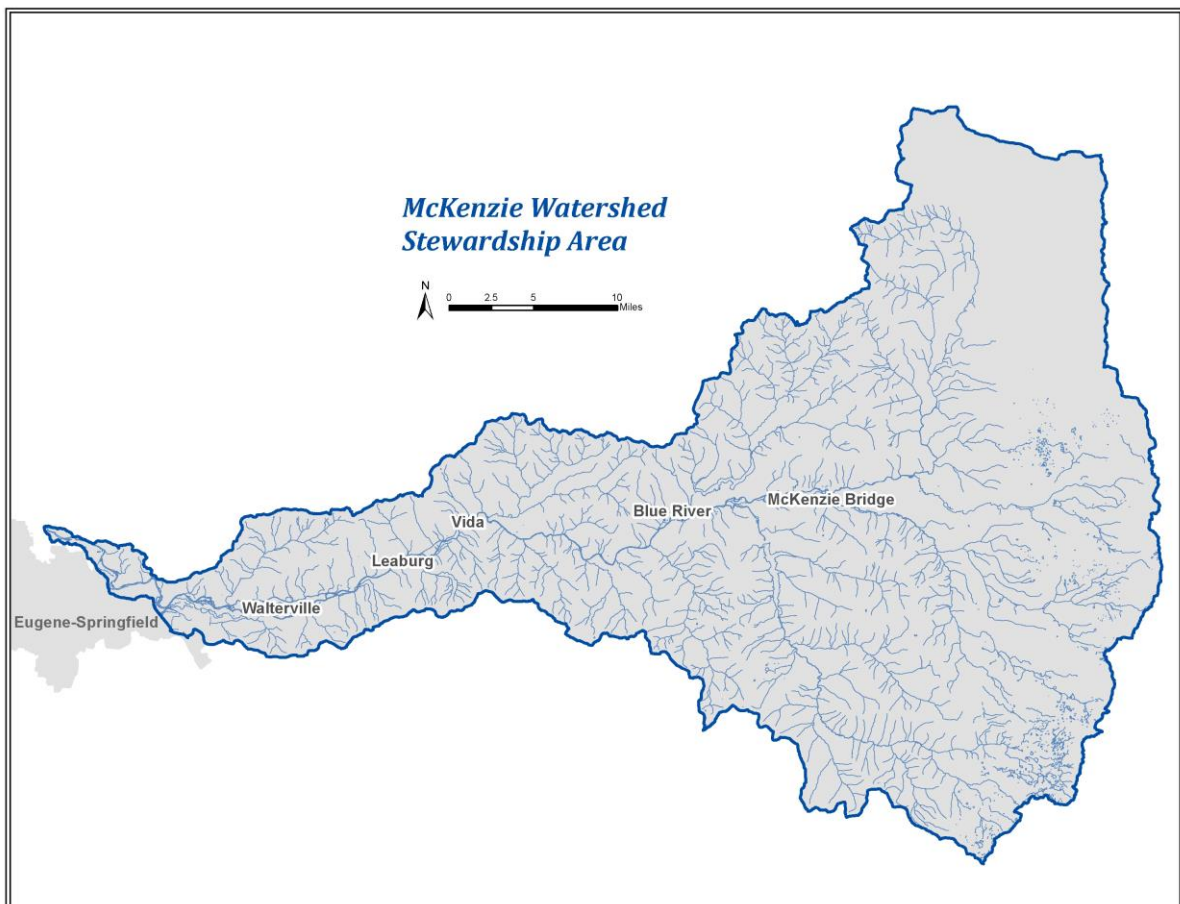 McKenzie Watershed
Stewardship Area
N
0 2.5 5 10
Miles
McKenzie Bridge
Blue River
Vida
Leaburg
Walterville
Eugene-Springfield